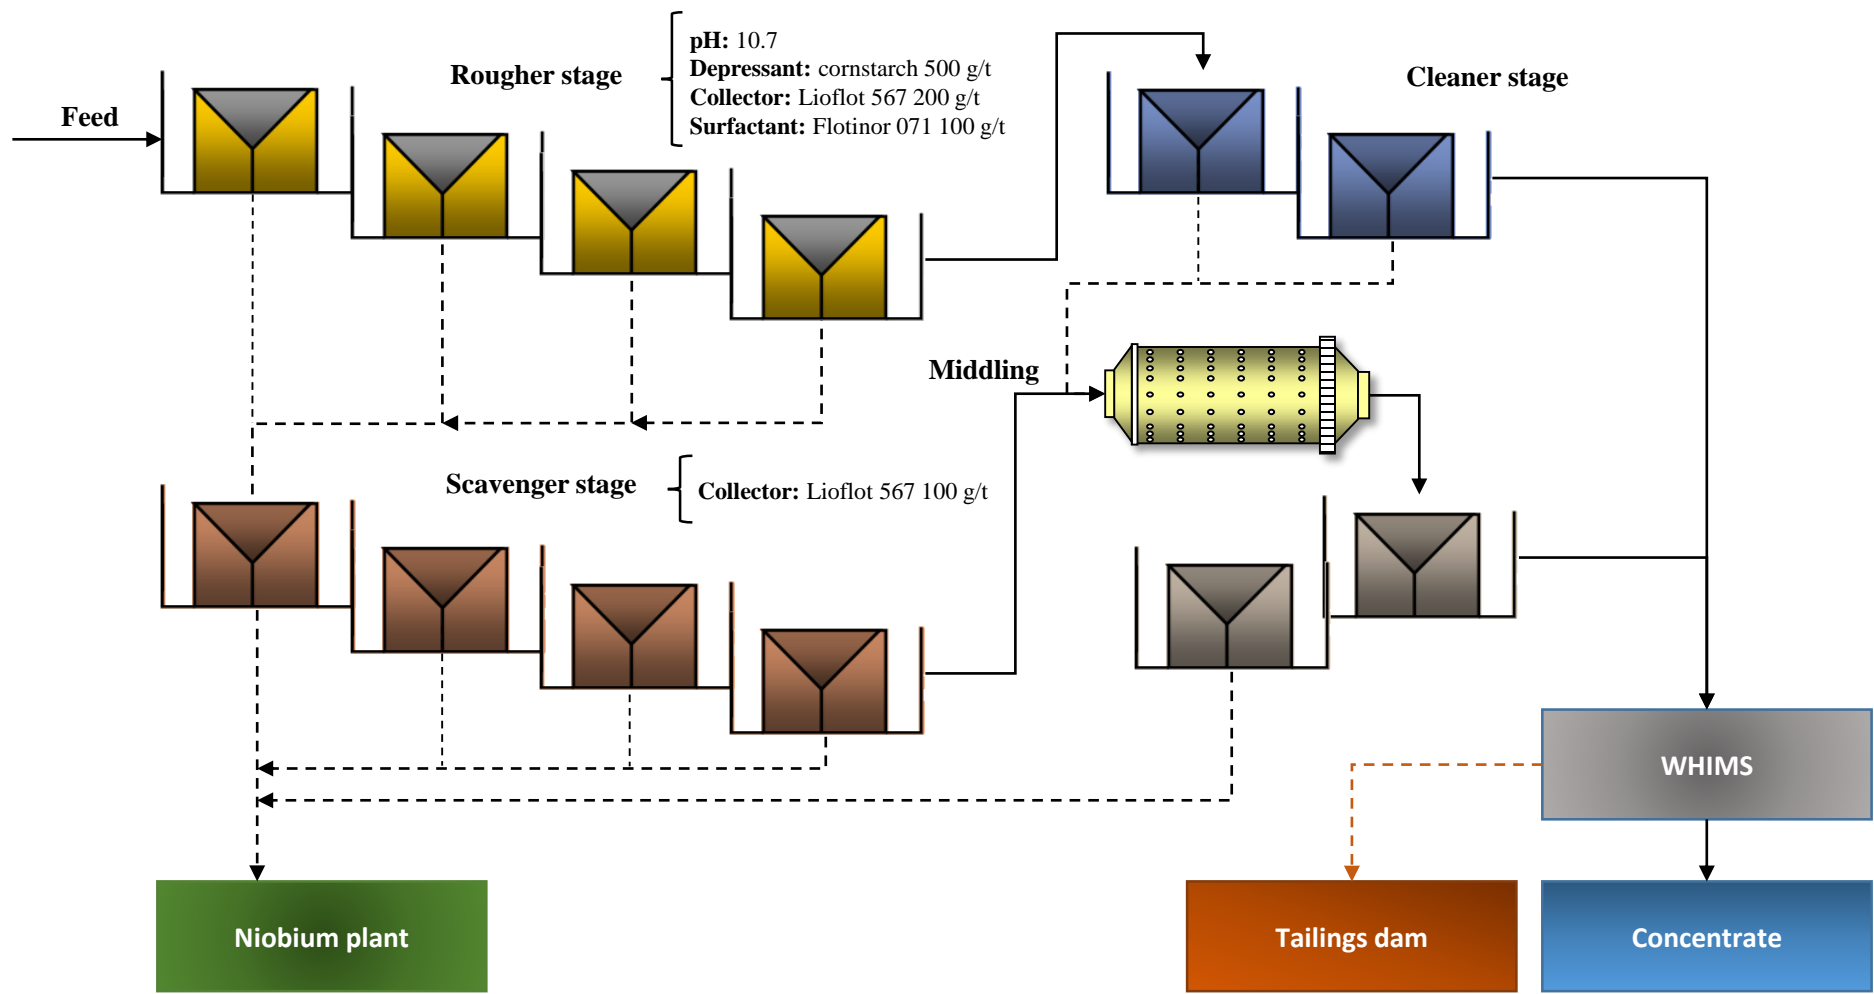 Feed
Rougher stage
pH: 10.7
Depressant: cornstarch 500 g/t
Collector: Lioflot 567 200 g/t
Surfactant: Flotinor 071 100 g/t
Cleaner stage
Middling
Scavenger stage
Collector: Lioflot 567 100 g/t
WHIMS
Niobium plant
Tailings dam
Concentrate